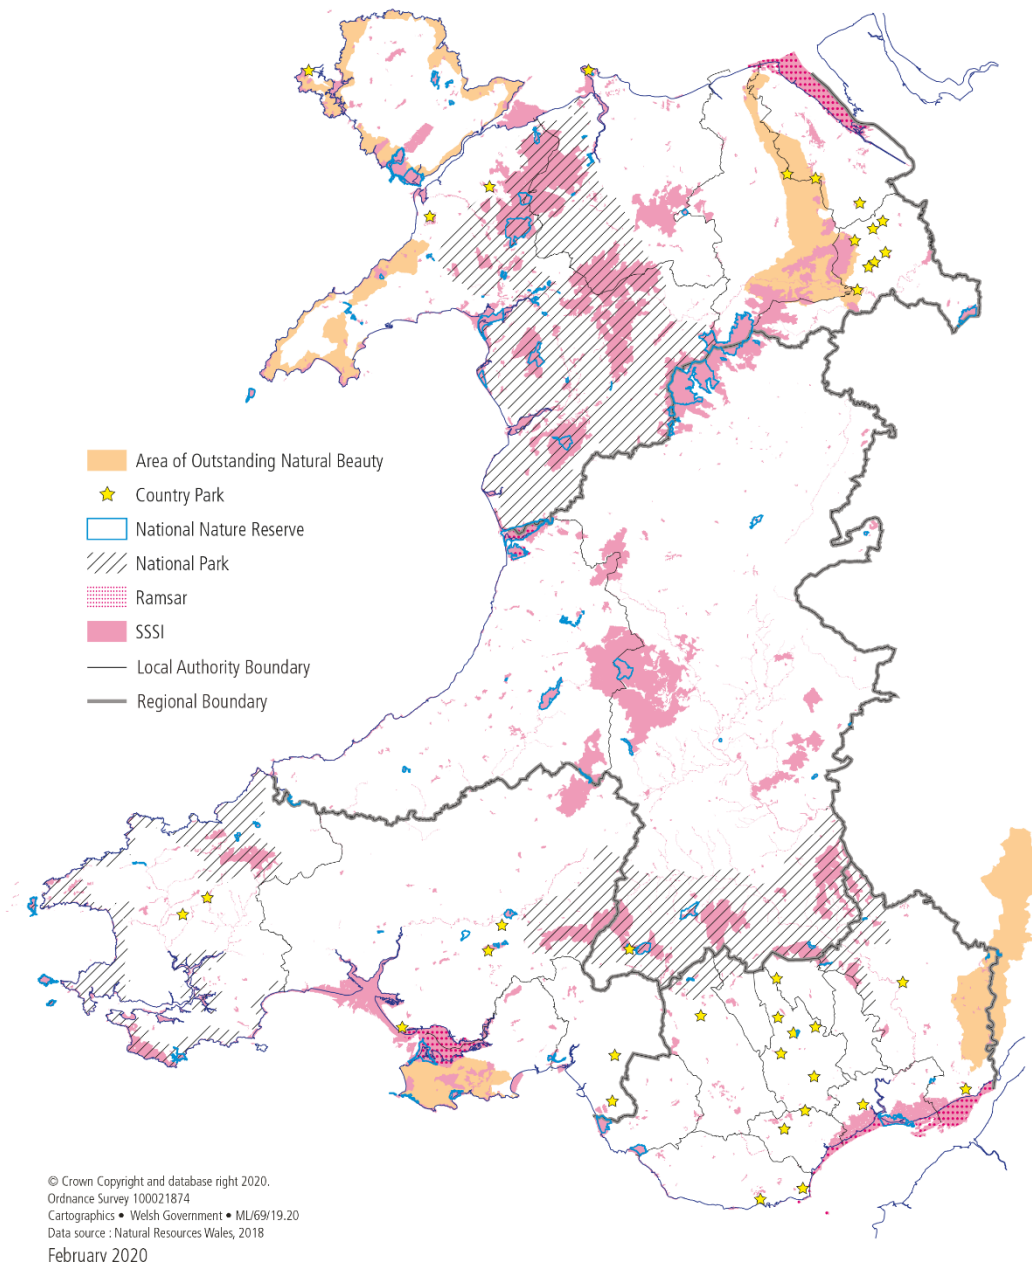 Area of Outstanding Natural Beauty
Country Park
National Nature Reserve
National Park
Ramsar
SSSI
Local Authority Boundary
Regional Boundary
© Crown Copyright and database right 2020.
Ordnance Survey 100021874
Cartographics • Welsh Government • ML/69/19.20
Data source : Natural Resources Wales, 2018
February 2020